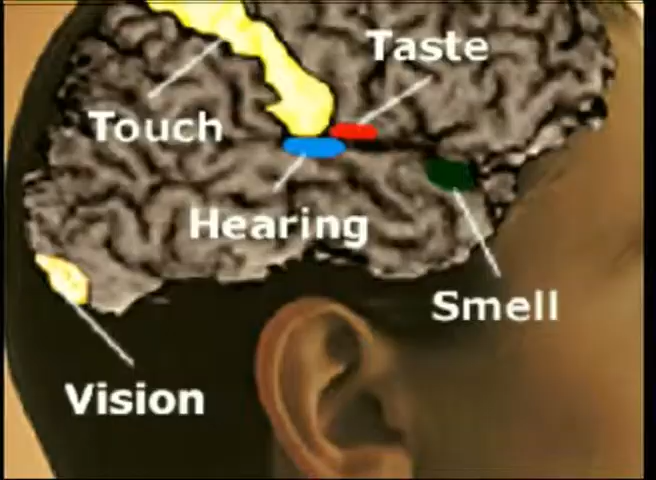 Taste
Touch
Hearing
Smell
Vision